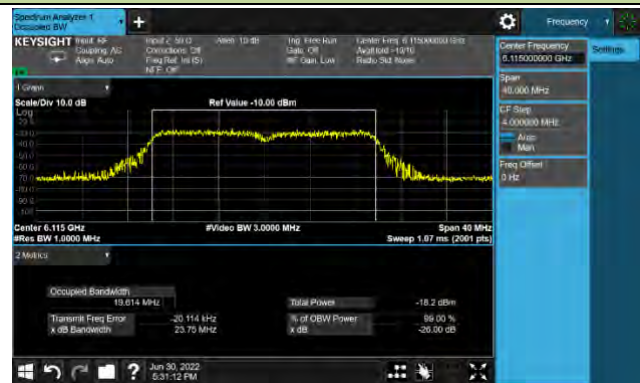 Spectrum Analyzer 1
Occupied BW
Frequency
KEYSIGHT Input: RF
Coupling: AC
Align: Auto
Input Z: 50 Ω
Corrections: Off
Freq Ref: Int (S)
NFE: Off
Atten: 10 dB
Trig: Free Run
Gate: Off
#IF Gain: Low
Center Freq: 6.115000000 GHz
Avg|Hold: >10/10
Radio Std: None
Center Frequency
6.115000000 GHz
Settings
Span
40.000 MHz
CF Step
4.000000 MHz
Auto
Man
Freq Offset
0 Hz
1 Graph
Scale/Div 10.0 dB
Ref Value -10.00 dBm
Log
Center 6.115 GHz
#Res BW 1.0000 MHz
#Video BW 3.0000 MHz
Span 40 MHz
Sweep 1.07 ms (2001 pts)
2 Metrics
Occupied Bandwidth
19.614 MHz
Total Power
-18.2 dBm
Transmit Freq Error
-20.114 kHz
% of OBW Power
99.00 %
x dB Bandwidth
23.75 MHz
x dB
-26.00 dB
?
Jun 30, 2022
5:31:12 PM